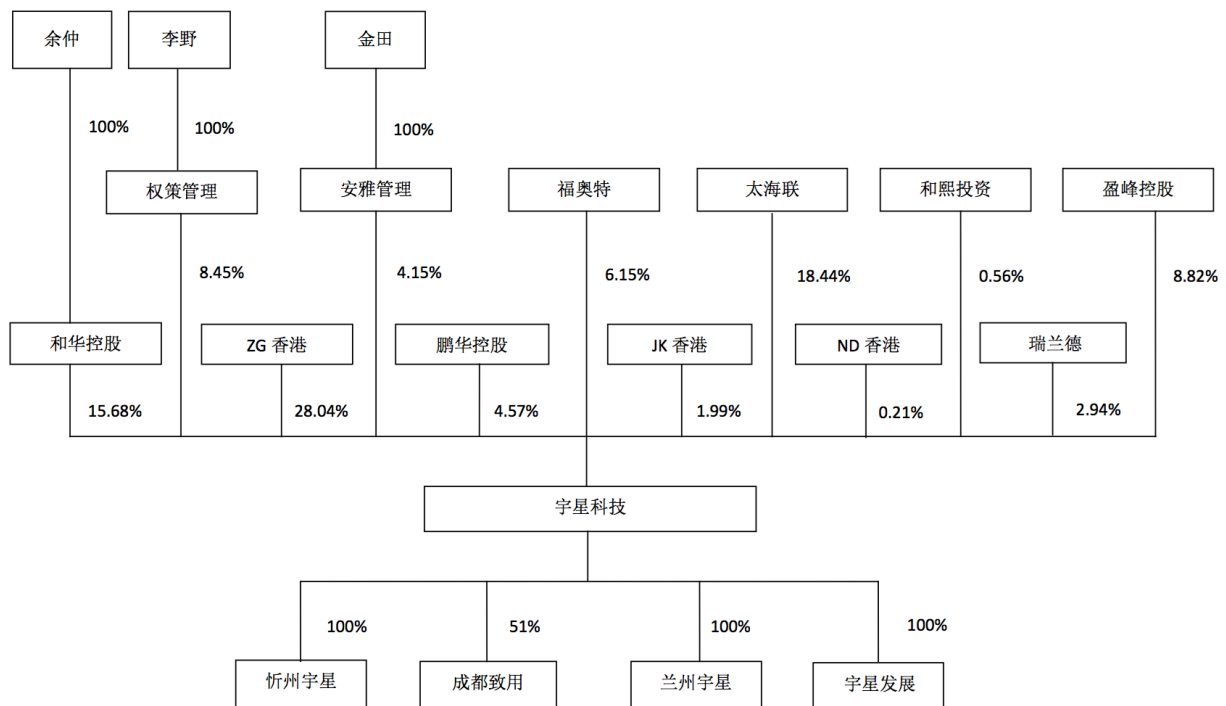 余仲
李野
金田
100%
100%
100%
权策管理
安雅管理
福奥特
太海联
和熙投资
盈峰控股
8.45%
4.15%
6.15%
18.44%
0.56%
8.82%
和华控股
ZG 香港
鹏华控股
JK 香港
ND 香港
瑞兰德
15.68%
28.04%
4.57%
1.99%
0.21%
2.94%
宇星科技
100%
51%
100%
100%
忻州宇星
成都致用
兰州宇星
宇星发展